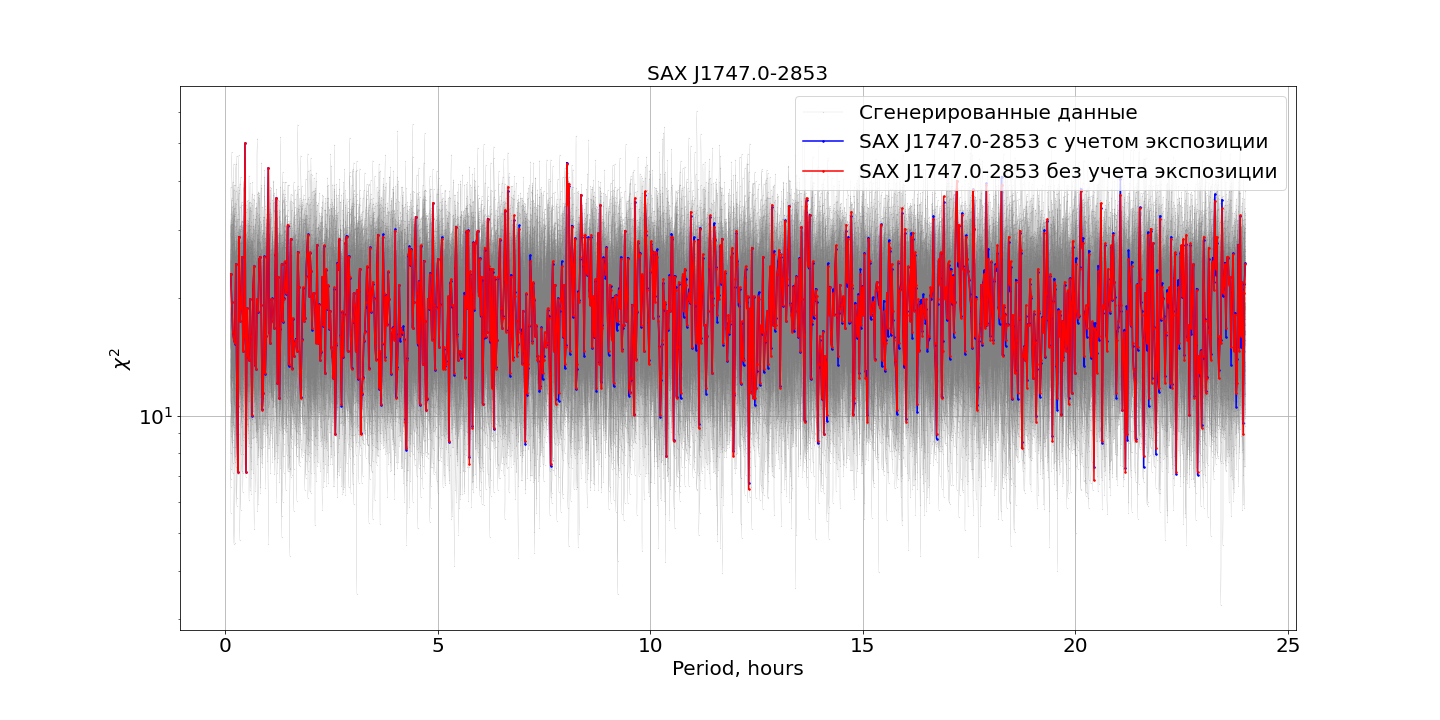 SAX J1747.0-2853
Сгенерированные данные
SAX J1747.0-2853 с учетом экспозиции
SAX J1747.0-2853 без учета экспозиции
χ²
10¹
0 5 10 15 20 25
Period, hours